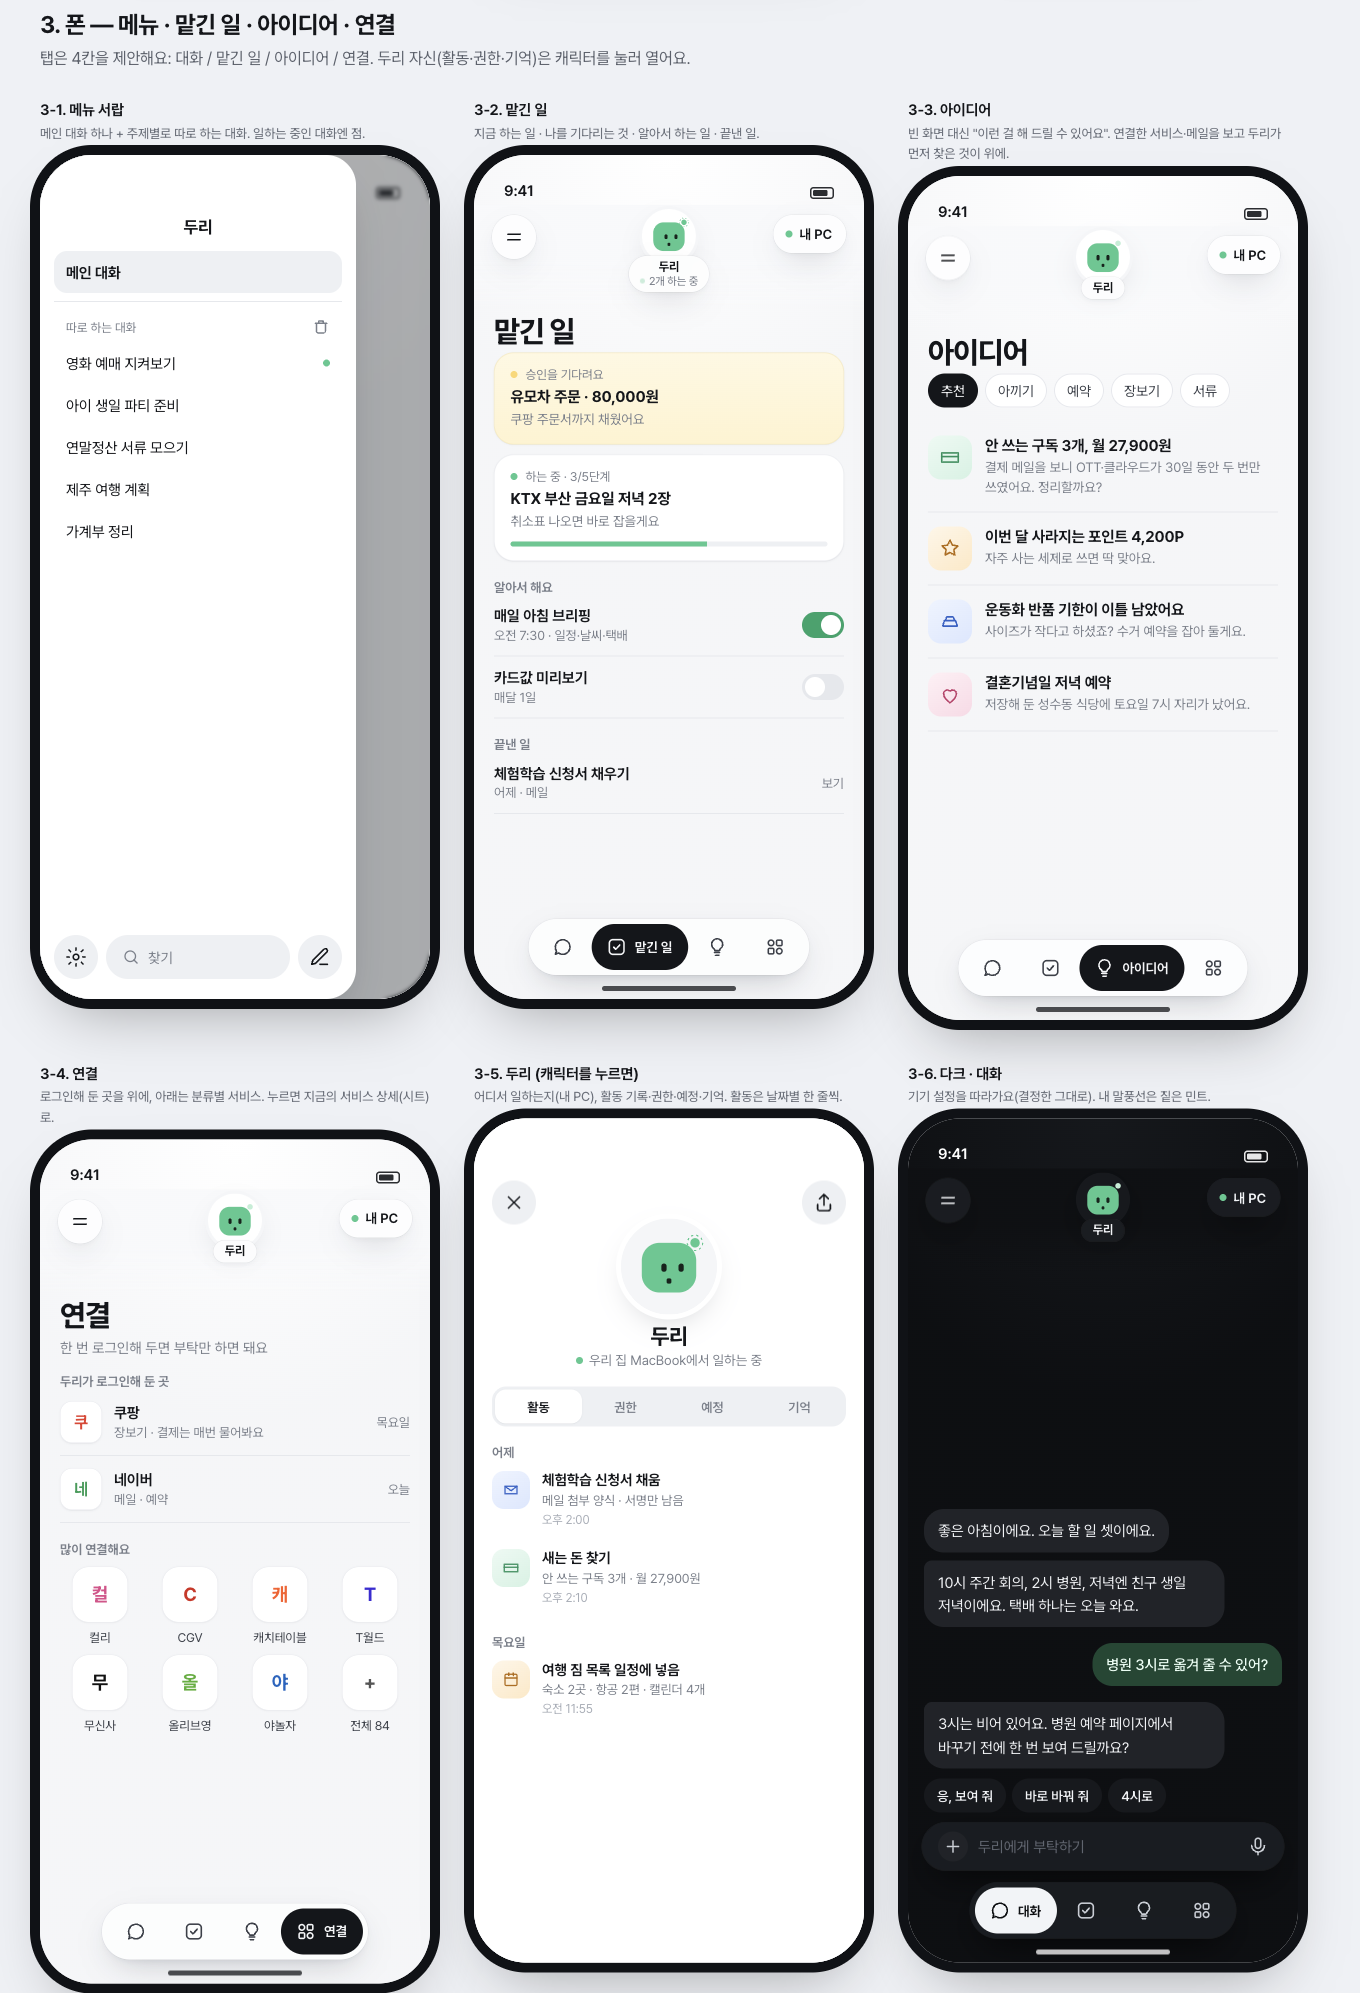 3. 폰 — 메뉴 · 맡긴 일 · 아이디어 · 연결
탭은 4칸을 제안해요: 대화 / 맡긴 일 / 아이디어 / 연결. 두리 자신(활동·권한·기억)은 캐릭터를 눌러 열어요.
3-1. 메뉴 서랍
메인 대화 하나 + 주제별로 따로 하는 대화. 일하는 중인 대화엔 점.
두리
메인 대화
따로 하는 대화
영화 예매 지켜보기
아이 생일 파티 준비
연말정산 서류 모으기
제주 여행 계획
가계부 정리
찾기
3-2. 맡긴 일
지금 하는 일 · 나를 기다리는 것 · 알아서 하는 일 · 끝낸 일.
9:41
두리
2개 하는 중
내 PC
맡긴 일
승인을 기다려요
유모차 주문 · 80,000원
쿠팡 주문서까지 채웠어요
하는 중 · 3/5단계
KTX 부산 금요일 저녁 2장
취소표 나오면 바로 잡을게요
알아서 해요
매일 아침 브리핑
오전 7:30 · 일정·날씨·택배
카드값 미리보기
매달 1일
끝낸 일
체험학습 신청서 채우기
어제 · 메일
보기
맡긴 일
3-3. 아이디어
빈 화면 대신 "이런 걸 해 드릴 수 있어요". 연결한 서비스·메일을 보고 두리가
먼저 찾은 것이 위에.
9:41
두리
내 PC
아이디어
추천
아끼기
예약
장보기
서류
안 쓰는 구독 3개, 월 27,900원
결제 메일을 보니 OTT·클라우드가 30일 동안 두 번만
쓰였어요. 정리할까요?
이번 달 사라지는 포인트 4,200P
자주 사는 세제로 쓰면 딱 맞아요.
운동화 반품 기한이 이틀 남았어요
사이즈가 작다고 하셨죠? 수거 예약을 잡아 둘게요.
결혼기념일 저녁 예약
저장해 둔 성수동 식당에 토요일 7시 자리가 났어요.
아이디어
3-4. 연결
로그인해 둔 곳을 위에, 아래는 분류별 서비스. 누르면 지금의 서비스 상세(시트)
로.
9:41
두리
내 PC
연결
한 번 로그인해 두면 부탁만 하면 돼요
두리가 로그인해 둔 곳
쿠
쿠팡
장보기 · 결제는 매번 물어봐요
목요일
네
네이버
메일 · 예약
오늘
많이 연결해요
컬
C
캐
T
컬리
CGV
캐치테이블
T월드
무
올
야
+
무신사
올리브영
야놀자
전체 84
연결
3-5. 두리 (캐릭터를 누르면)
어디서 일하는지(내 PC), 활동 기록·권한·예정·기억. 활동은 날짜별 한 줄씩.
두리
우리 집 MacBook에서 일하는 중
활동
권한
예정
기억
어제
체험학습 신청서 채움
메일 첨부 양식 · 서명만 남음
오후 2:00
새는 돈 찾기
안 쓰는 구독 3개 · 월 27,900원
오후 2:10
목요일
여행 짐 목록 일정에 넣음
숙소 2곳 · 항공 2편 · 캘린더 4개
오전 11:55
3-6. 다크 · 대화
기기 설정을 따라가요(결정한 그대로). 내 말풍선은 짙은 민트.
9:41
두리
내 PC
좋은 아침이에요. 오늘 할 일 셋이에요.
10시 주간 회의, 2시 병원, 저녁엔 친구 생일
저녁이에요. 택배 하나는 오늘 와요.
병원 3시로 옮겨 줄 수 있어?
3시는 비어 있어요. 병원 예약 페이지에서
바꾸기 전에 한 번 보여 드릴까요?
응, 보여 줘
바로 바꿔 줘
4시로
두리에게 부탁하기
대화